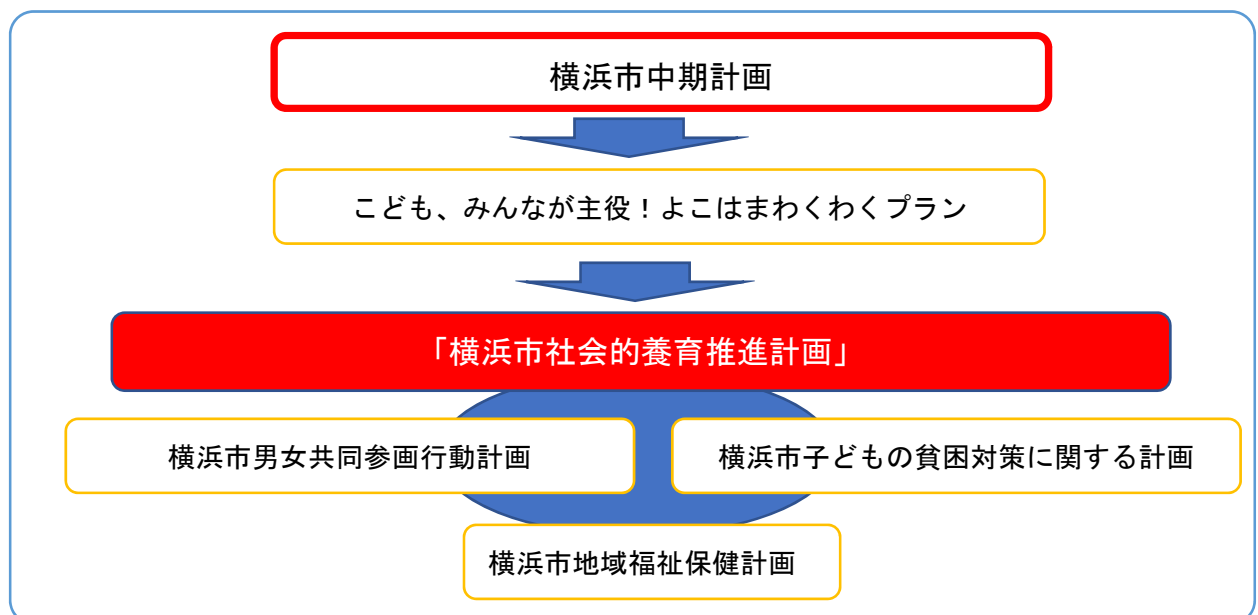 横浜市中期計画
こども、みんなが主役！よこはまわくわくプラン
「横浜市社会的養育推進計画」
横浜市男女共同参画行動計画
横浜市子どもの貧困対策に関する計画
横浜市地域福祉保健計画